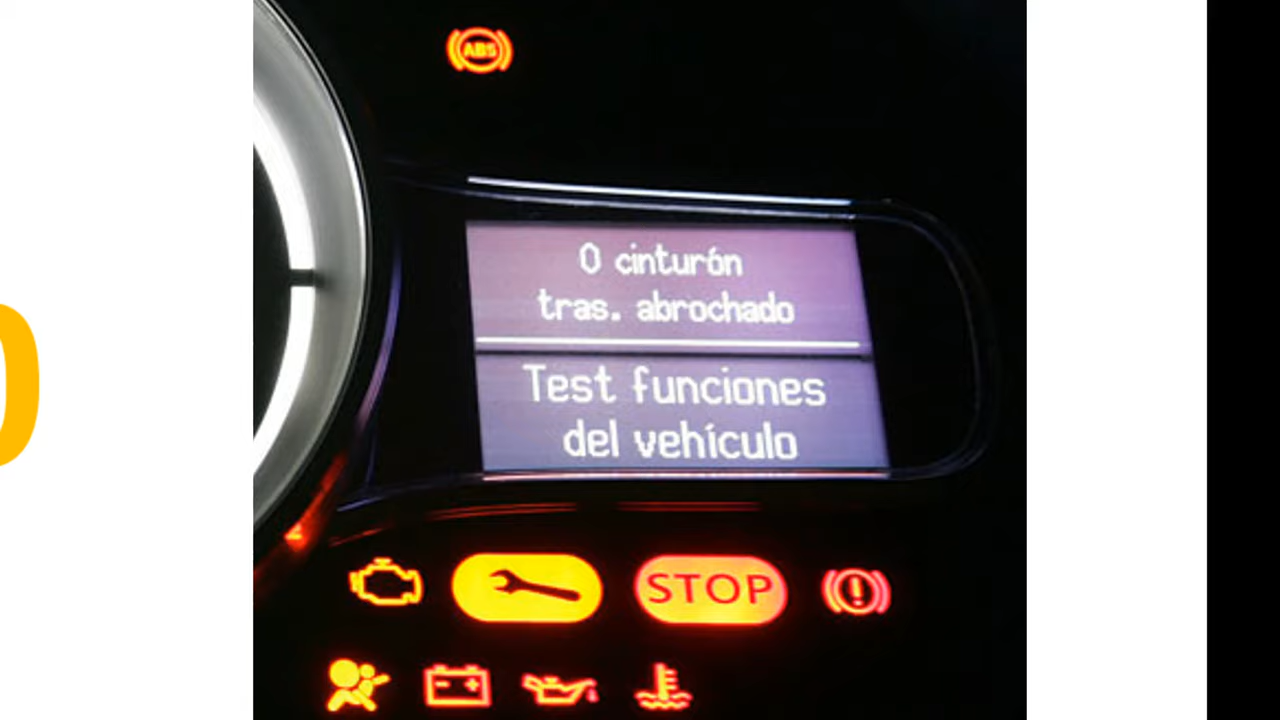 ABS
0 cinturón
tras. abrochado
Test funciones
del vehículo
STOP